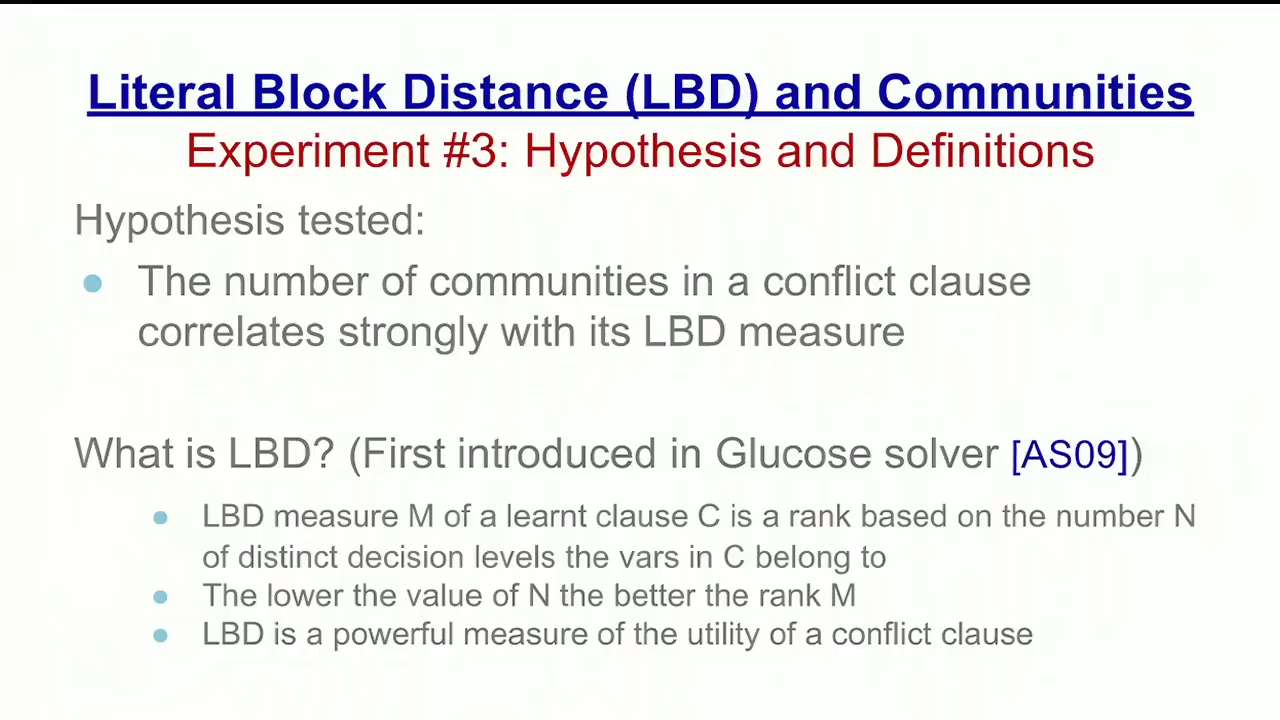 Literal Block Distance (LBD) and Communities
Experiment #3: Hypothesis and Definitions
Hypothesis tested:
• The number of communities in a conflict clause
correlates strongly with its LBD measure
What is LBD? (First introduced in Glucose solver [AS09])
• LBD measure M of a learnt clause C is a rank based on the number N
of distinct decision levels the vars in C belong to
• The lower the value of N the better the rank M
• LBD is a powerful measure of the utility of a conflict clause